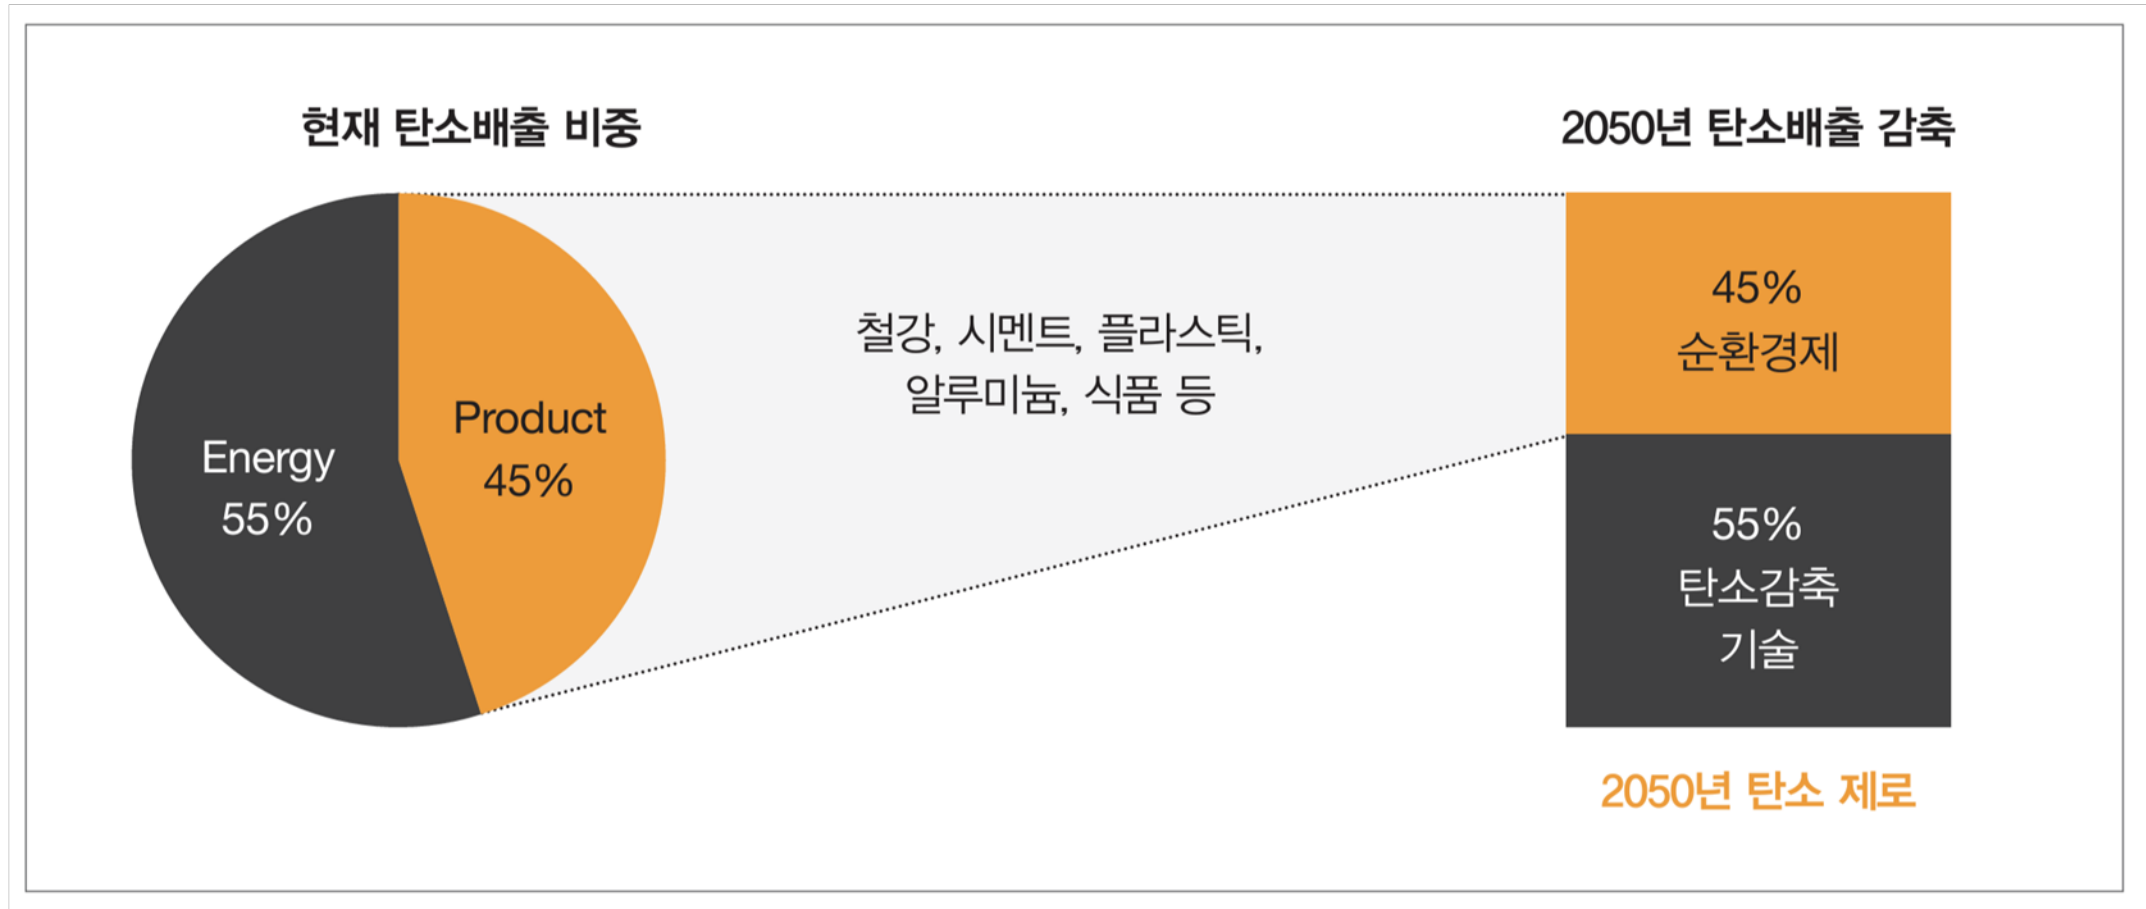 현재 탄소배출 비중
2050년 탄소배출 감축
Energy
55%
Product
45%
철강, 시멘트, 플라스틱,
알루미늄, 식품 등
45%
순환경제
55%
탄소감축
기술
2050년 탄소 제로